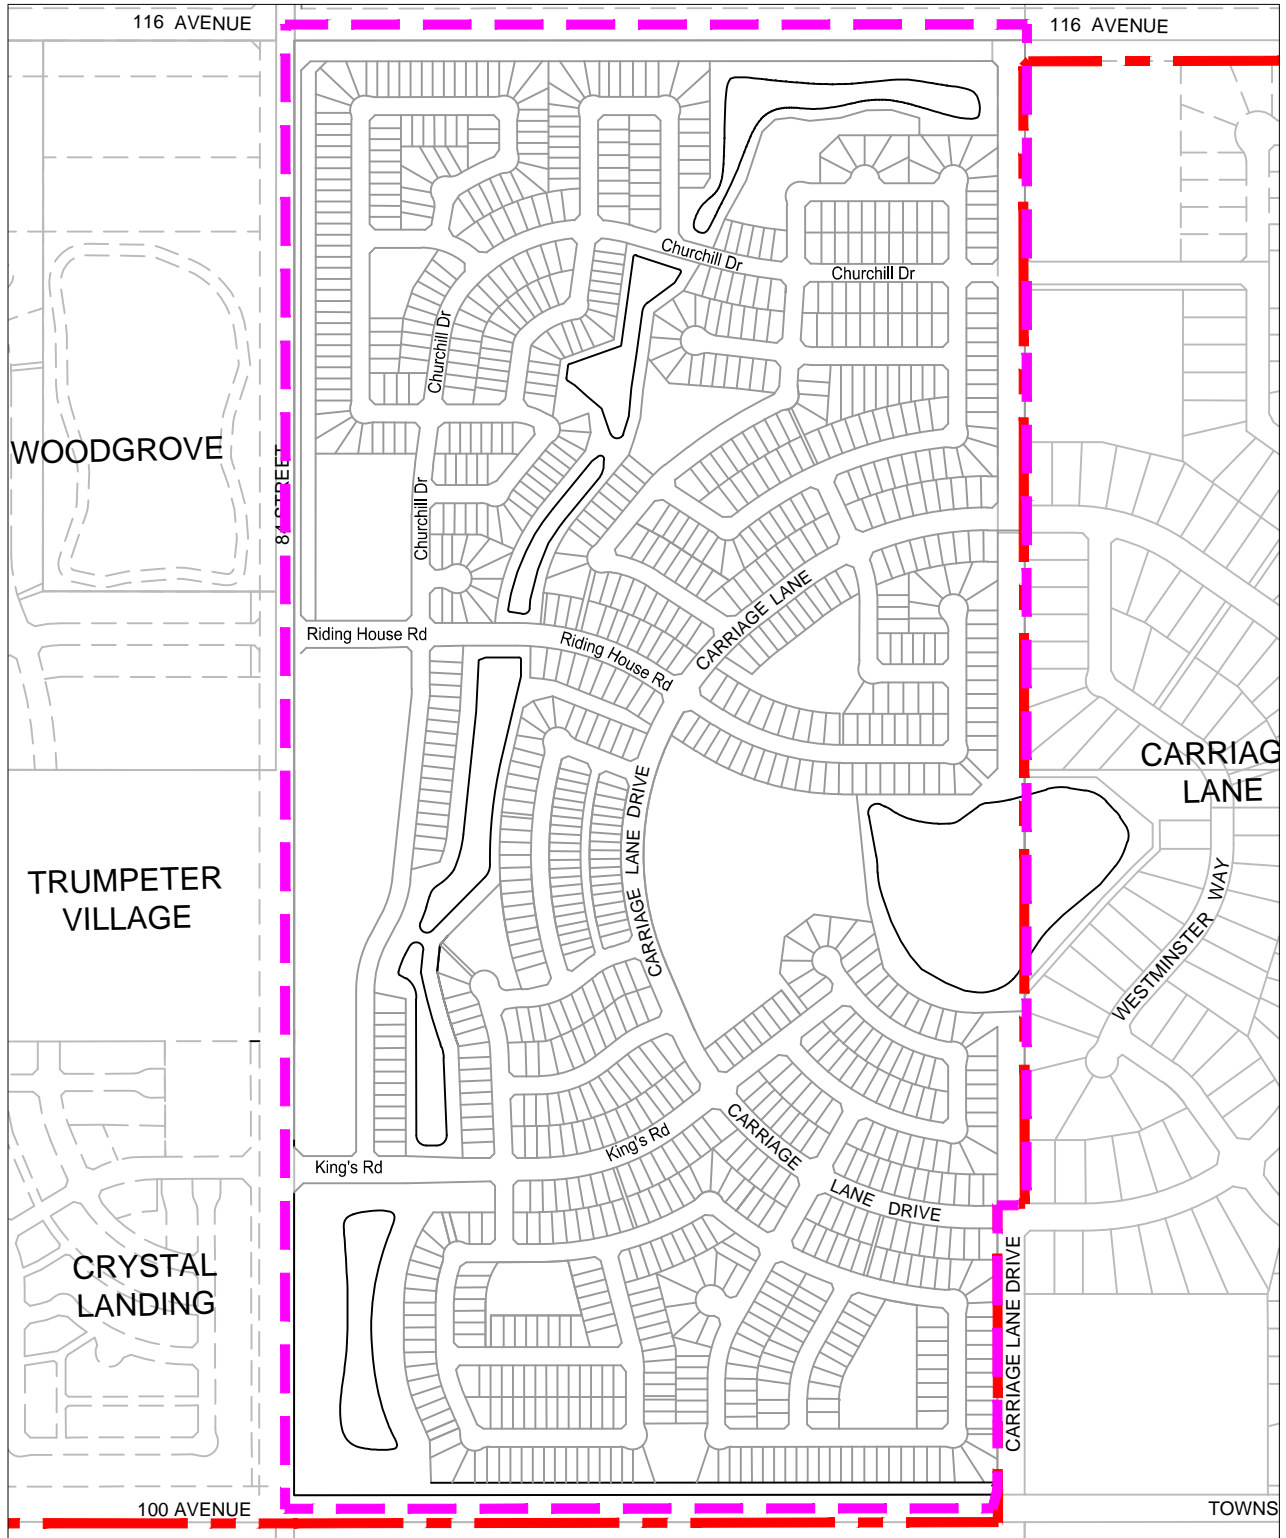 116 AVENUE
116 AVENUE
Churchill Dr
Churchill Dr
Churchill Dr
WOODGROVE
84 STREET
Churchill Dr
CARRIAGE LANE
Riding House Rd
Riding House Rd
CARRIAG
LANE
CARRIAGE LANE DRIVE
TRUMPETER
VILLAGE
WESTMINSTER WAY
King's Rd
King's Rd
CARRIAGE
LANE DRIVE
CRYSTAL
LANDING
CARRIAGE LANE DRIVE
100 AVENUE
TOWNS